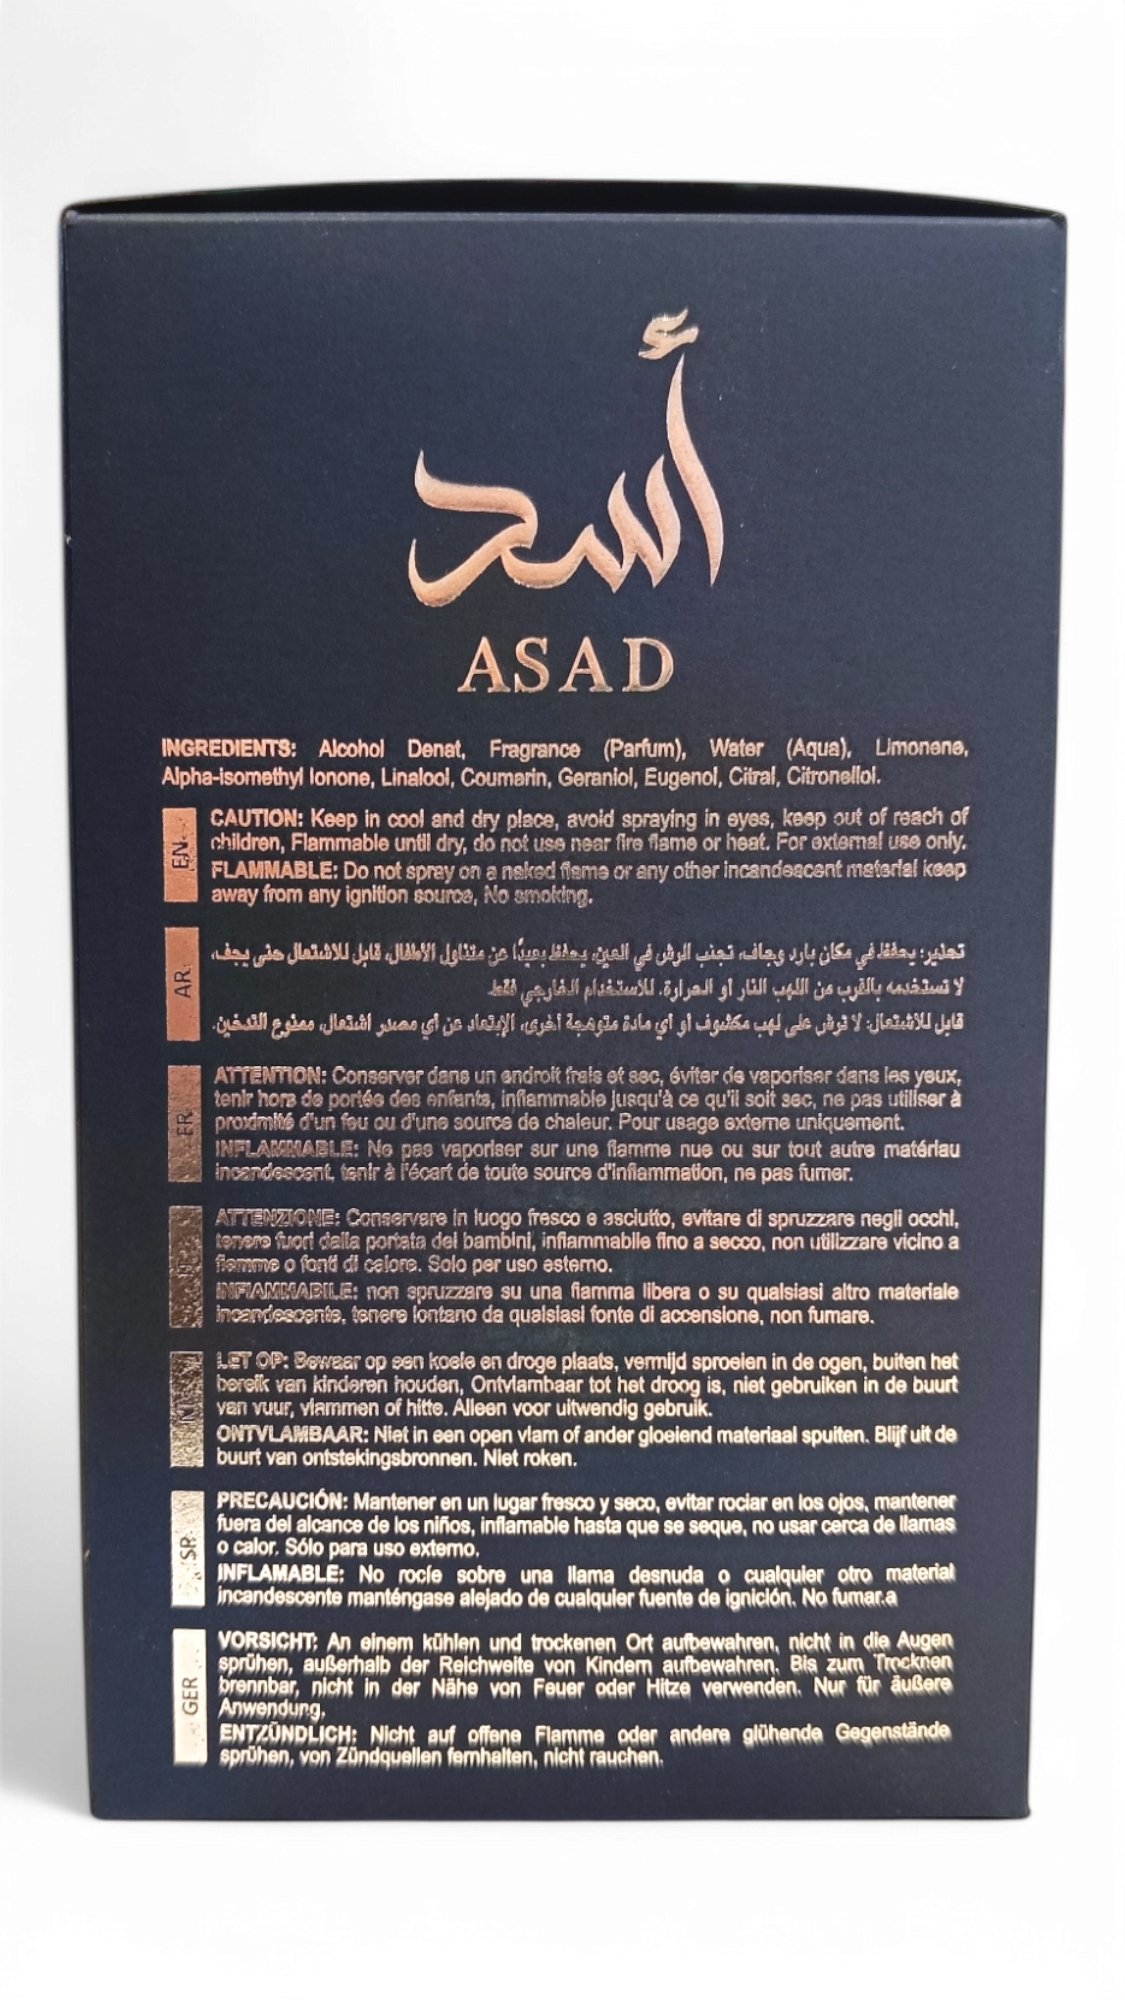 أسد
ASAD
INGREDIENTS: Alcohol Denat, Fragrance (Parfum), Water (Aqua), Limonene,
Alpha-isomethyl Ionone, Linalool, Coumarin, Geraniol, Eugenol, Citral, Citronellol.
EN
CAUTION: Keep in cool and dry place, avoid spraying in eyes, keep out of reach of
children, Flammable until dry, do not use near fire flame or heat. For external use only.
FLAMMABLE: Do not spray on a naked flame or any other incandescent material keep
away from any ignition source, No smoking.
AR
تحذير: يحفظ في مكان بارد وجاف، تجنب الرش في العين، يحفظ بعيدًا عن متناول الأطفال، قابل للاشتعال حتى يجف،
لا تستخدمه بالقرب من اللهب النار أو الحرارة. للاستخدام الخارجي فقط.
قابل للاشتعال: لا ترش على لهب مكشوف أو اي مادة متوهجة أخرى، الإبتعاد عن أي مصدر اشتعال، ممنوع التدخين.
FR
ATTENTION: Conserver dans un endroit frais et sec, éviter de vaporiser dans les yeux,
tenir hors de portée des enfants, inflammable jusqu'à ce qu'il soit sec, ne pas utiliser à
proximité d'un feu ou d'une source de chaleur. Pour usage externe uniquement.
INFLAMMABLE: Ne pas vaporiser sur une flamme nue ou sur tout autre matériau
incandescent, tenir à l'écart de toute source d'inflammation, ne pas fumer.
ATTENZIONE: Conservare in luogo fresco e asciutto, evitare di spruzzare negli occhi,
tenere fuori dalla portata dei bambini, infiammabile fino a secco, non utilizzare vicino a
fiamme o fonti di calore. Solo per uso esterno.
INFIAMMABILE: non spruzzare su una fiamma libera o su qualsiasi altro materiale
incandescente, tenere lontano da qualsiasi fonte di accensione, non fumare.
LET OP: Bewaar op een koele en droge plaats, vermijd sproeien in de ogen, buiten het
bereik van kinderen houden, Ontvlambaar tot het droog is, niet gebruiken in de buurt
van vuur, vlammen of hitte. Alleen voor uitwendig gebruik.
ONTVLAMBAAR: Niet in een open vlam of ander gloeiend materiaal spuiten. Blijf uit de
buurt van ontstekingsbronnen. Niet roken.
SP
PRECAUCIÓN: Mantener en un lugar fresco y seco, evitar rociar en los ojos, mantener
fuera del alcance de los niños, inflamable hasta que se seque, no usar cerca de llamas
o calor. Sólo para uso externo.
INFLAMABLE: No rocíe sobre una llama desnuda o cualquier otro material
incandescente manténgase alejado de cualquier fuente de ignición. No fumar.a
GER
VORSICHT: An einem kühlen und trockenen Ort aufbewahren, nicht in die Augen
sprühen, außerhalb der Reichweite von Kindern aufbewahren. Bis zum Trocknen
brennbar, nicht in der Nähe von Feuer oder Hitze verwenden. Nur für äußere
Anwendung.
ENTZÜNDLICH: Nicht auf offene Flamme oder andere glühende Gegenstände
sprühen, von Zündquellen fernhalten, nicht rauchen.